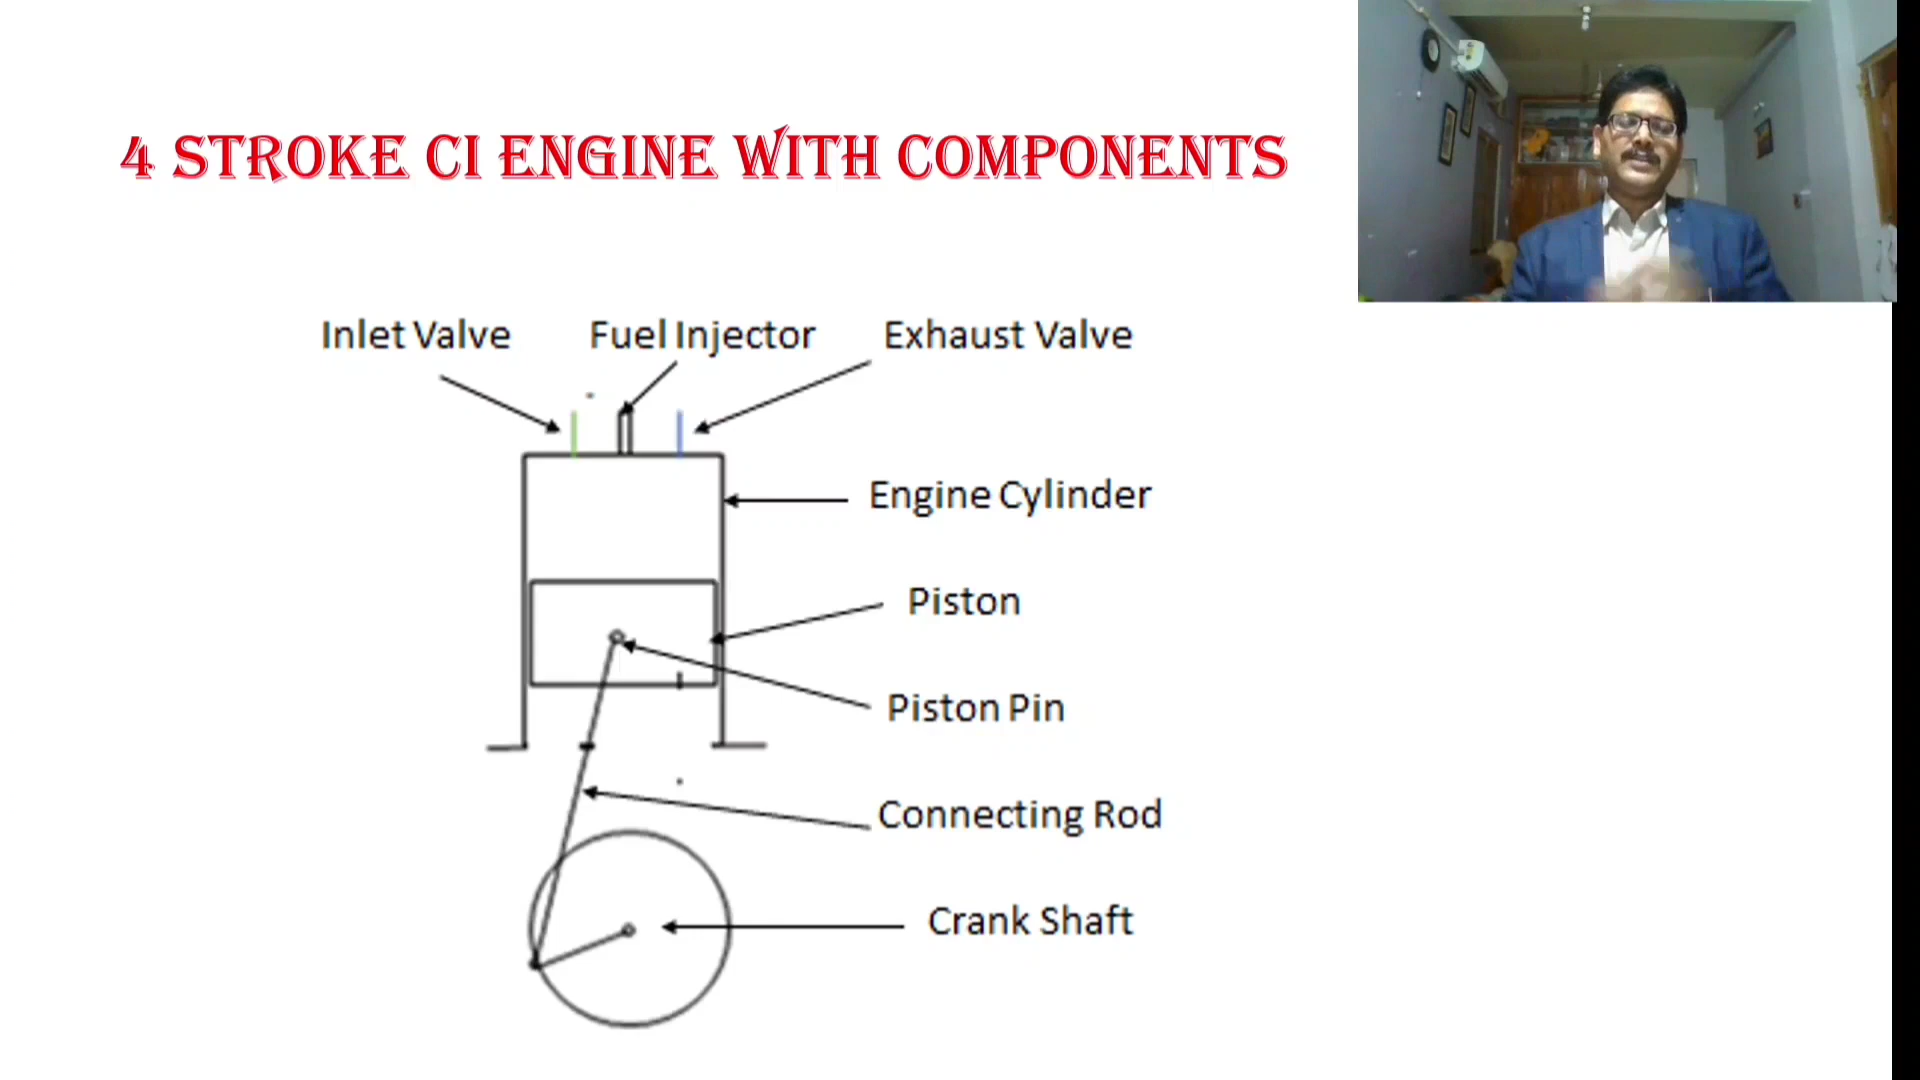 4 STROKE CI ENGINE WITH COMPONENTS
Inlet Valve
Fuel Injector
Exhaust Valve
Engine Cylinder
Piston
Piston Pin
Connecting Rod
Crank Shaft